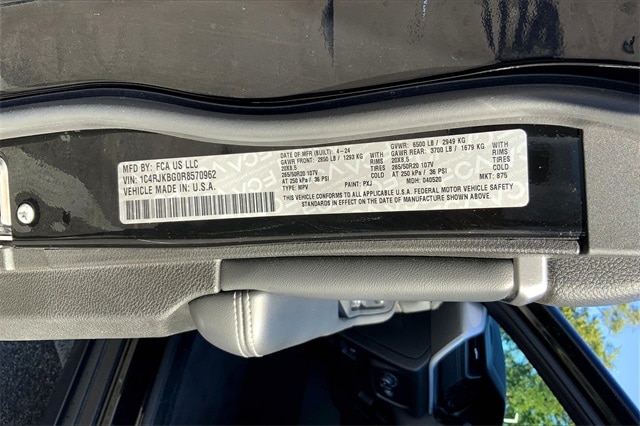 MFD BY: FCA US LLC
VIN: 1C4RJKBG0R8570962
VEHICLE MADE IN U.S.A.
DATE OF MFR (BUILT): 4-24
GAWR FRONT: 2850 LB / 1293 KG
20X8.5
265/50R20 107V
RIMS
TIRES
AT 250 kPa / 36 PSI
COLD
TYPE: MPV
PAINT: PXJ
GVWR: 6500 LB / 2949 KG
GAWR REAR: 3700 LB / 1679 KG
20X8.5
265/50R20 107V
RIMS
TIRES
AT 250 kPa / 36 PSI
COLD
MDH: 040520
MKT: 875
THIS VEHICLE CONFORMS TO ALL APPLICABLE U.S.A. FEDERAL MOTOR VEHICLE SAFETY
STANDARDS IN EFFECT ON THE DATE OF MANUFACTURE SHOWN ABOVE.